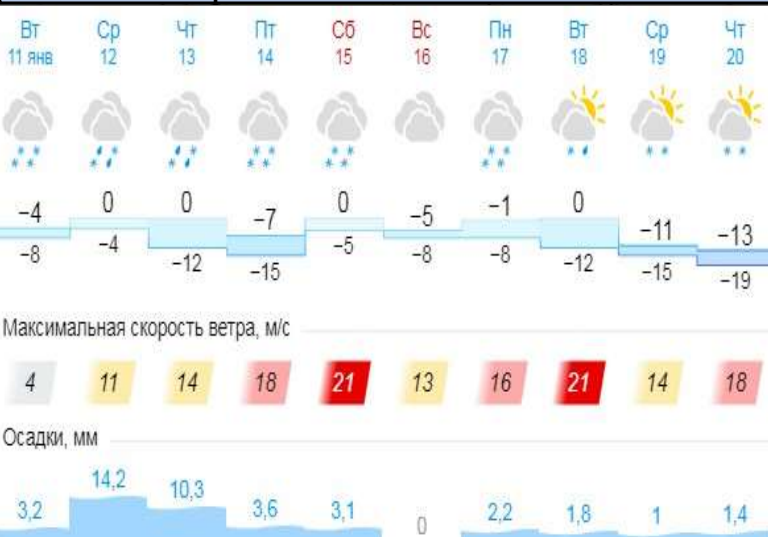 Вт Ср Чт Пт Сб Вс Пн Вт Ср Чт
11 янв 12 13 14 15 16 17 18 19 20
−4 0 0 −7 0 −5 −1 0 −11 −13
−8 −4 −12 −15 −5 −8 −8 −12 −15 −19
Максимальная скорость ветра, м/с
4 11 14 18 21 13 16 21 14 18
Осадки, мм
3,2 14,2 10,3 3,6 3,1 0 2,2 1,8 1 1,4